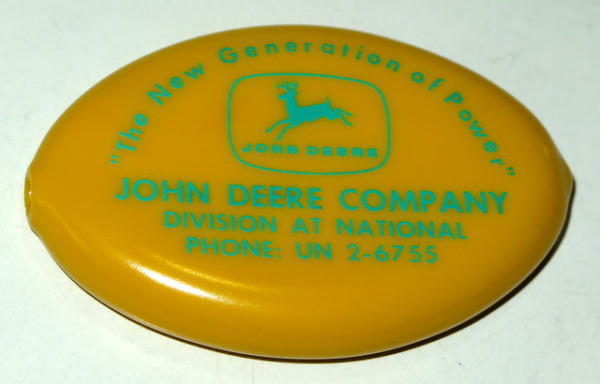 "The New Generation of Power"
JOHN DEERE
JOHN DEERE COMPANY
DIVISION AT NATIONAL
PHONE: UN 2-6755